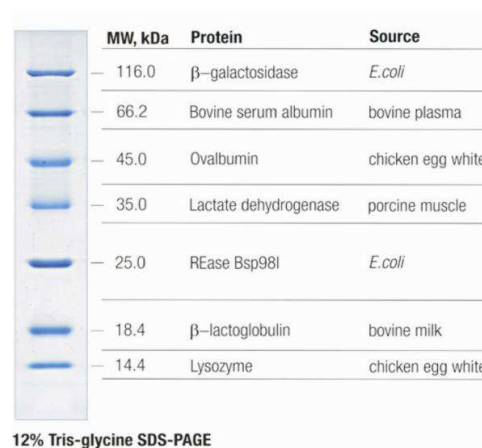 MW, kDa Protein Source
116.0 β–galactosidase E.coli
66.2 Bovine serum albumin bovine plasma
45.0 Ovalbumin chicken egg white
35.0 Lactate dehydrogenase porcine muscle
25.0 REase Bsp98I E.coli
18.4 β–lactoglobulin bovine milk
14.4 Lysozyme chicken egg white
12% Tris-glycine SDS-PAGE